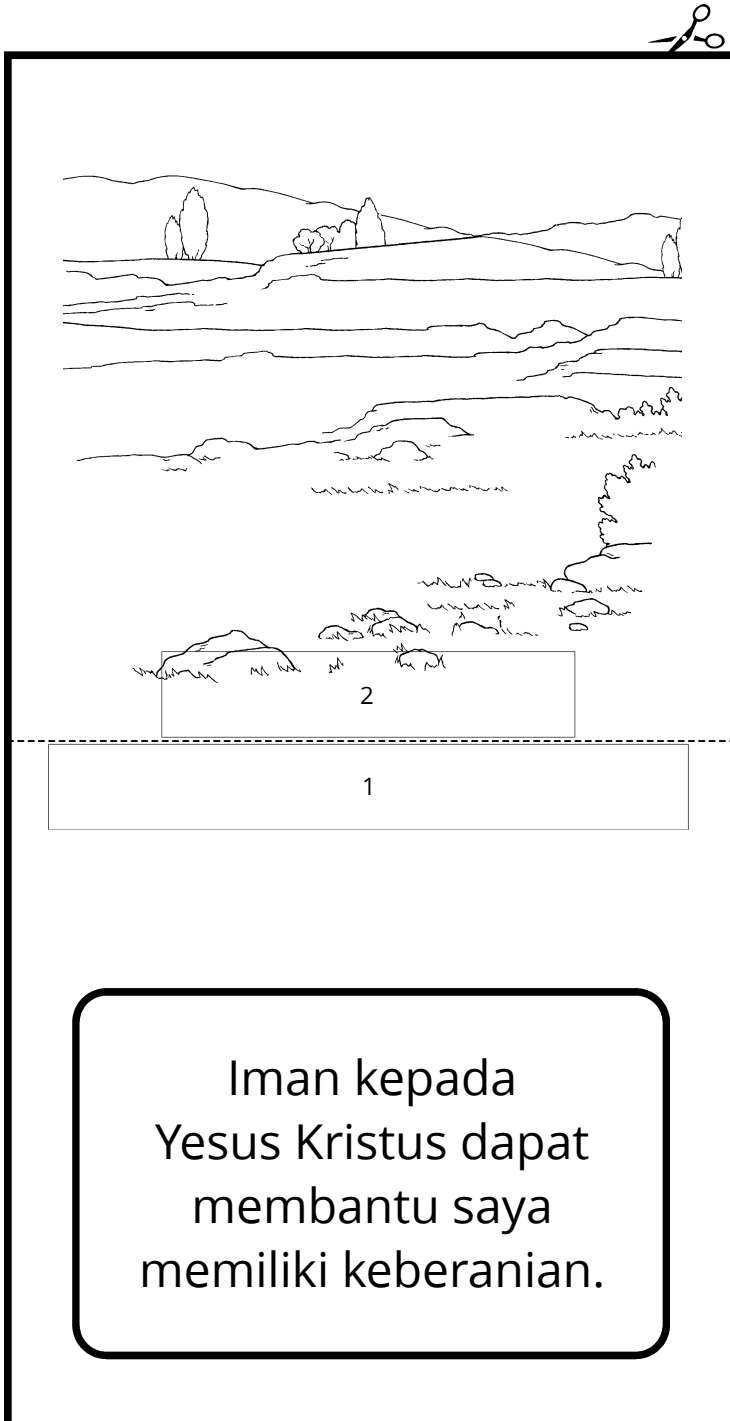 2
1
Iman kepada
Yesus Kristus dapat
membantu saya
memiliki keberanian.